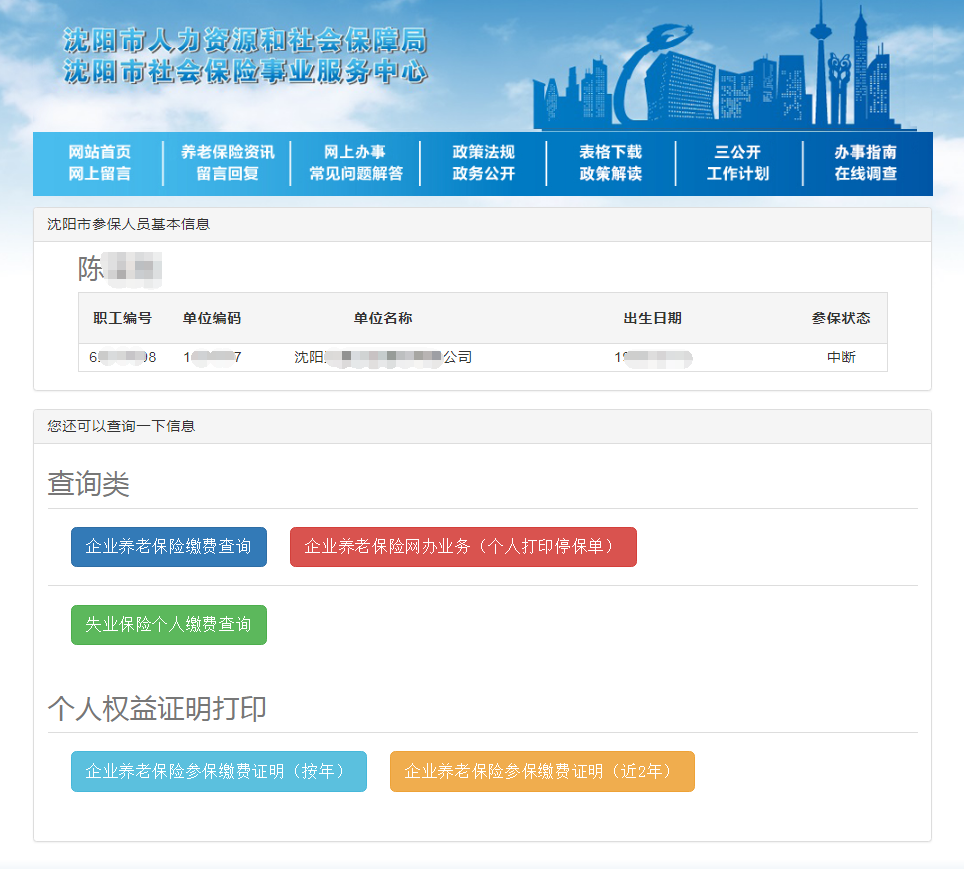 沈阳市人力资源和社会保障局
沈阳市社会保险事业服务中心
网站首页 养老保险资讯 网上办事 政策法规 表格下载 三公开 办事指南
网上留言 留言回复 常见问题解答 政务公开 政策解读 工作计划 在线调查
沈阳市参保人员基本信息
陈
职工编号 单位编码 单位名称 出生日期 参保状态
沈阳 公司 中断
您还可以查询一下信息
查询类
企业养老保险缴费查询 企业养老保险网办业务（个人打印停保单）
失业保险个人缴费查询
个人权益证明打印
企业养老保险参保缴费证明（按年） 企业养老保险参保缴费证明（近2年）